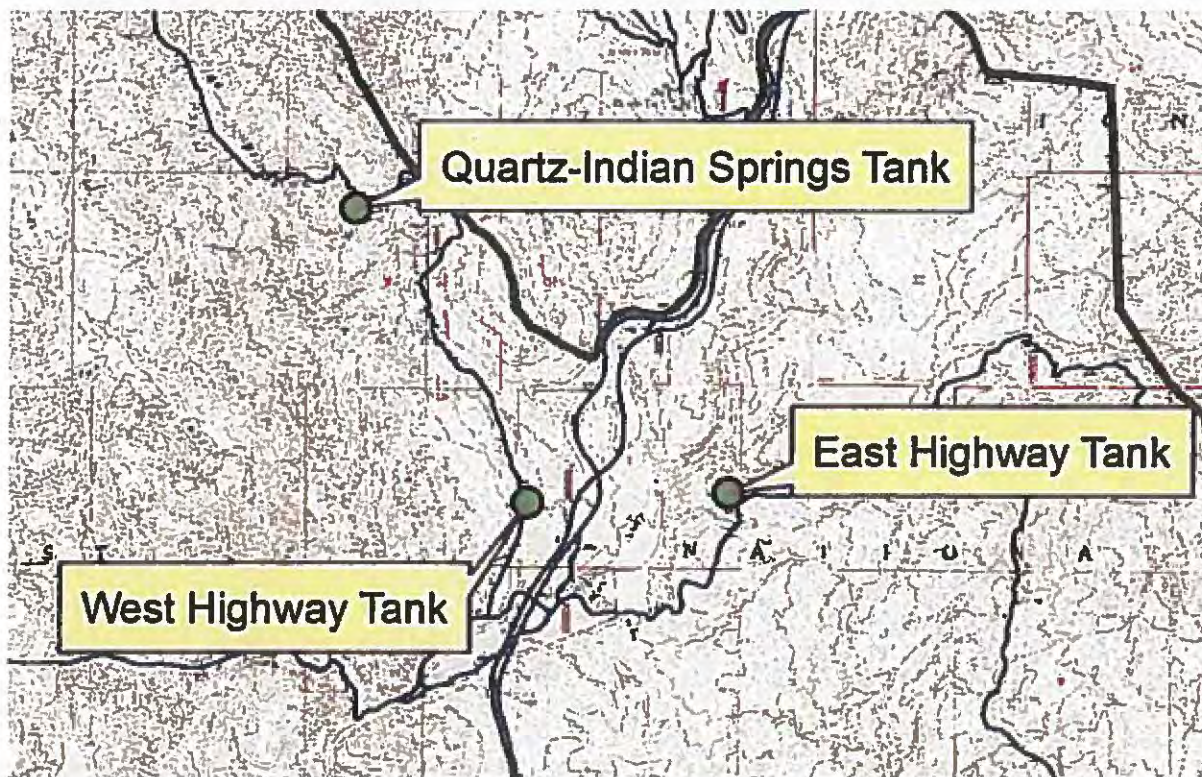 I O N
Quartz-Indian Springs Tank
East Highway Tank
S T N A T I O N A
West Highway Tank